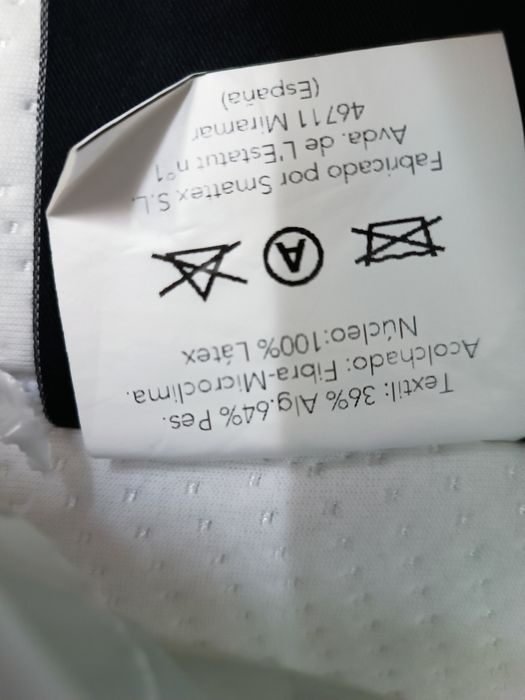 Textil: 36% Alg.64% Pes.
Acolchado: Fibra-Microclima.
Núcleo:100% Látex
A
Fabricado por Smattex S.L.
Avda. de L'Estatut nº1
46711 Miramar
(España)